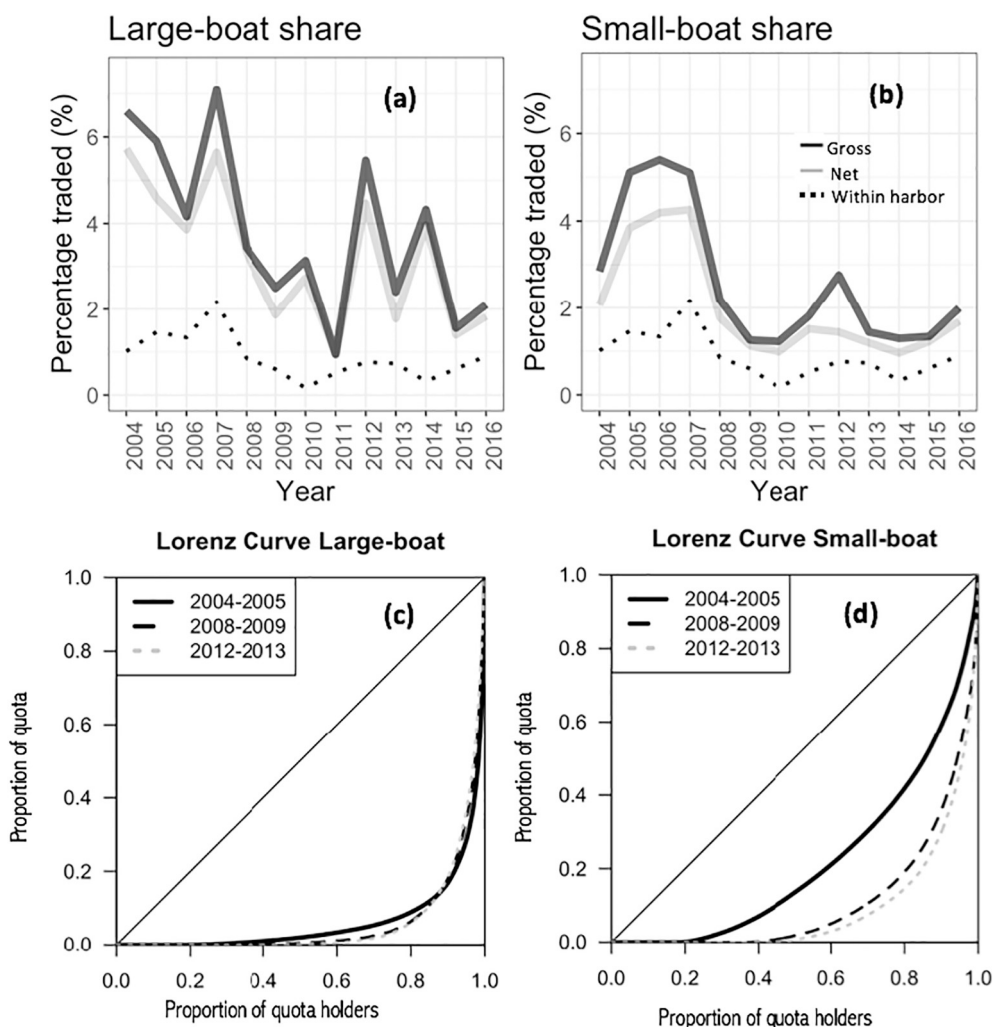 Large-boat share
Percentage traded (%)
6
4
2
0
(a)
2004 2005 2006 2007 2008 2009 2010 2011 2012 2013 2014 2015 2016
Year
Small-boat share
Percentage traded (%)
6
4
2
0
(b)
Gross
Net
Within harbor
2004 2005 2006 2007 2008 2009 2010 2011 2012 2013 2014 2015 2016
Year
Lorenz Curve Large-boat
Proportion of quota
1.0
0.8
0.6
0.4
0.2
0.0
2004-2005
2008-2009
2012-2013
(c)
0.0 0.2 0.4 0.6 0.8 1.0
Proportion of quota holders
Lorenz Curve Small-boat
Proportion of quota
1.0
0.8
0.6
0.4
0.2
0.0
2004-2005
2008-2009
2012-2013
(d)
0.0 0.2 0.4 0.6 0.8 1.0
Proportion of quota holders